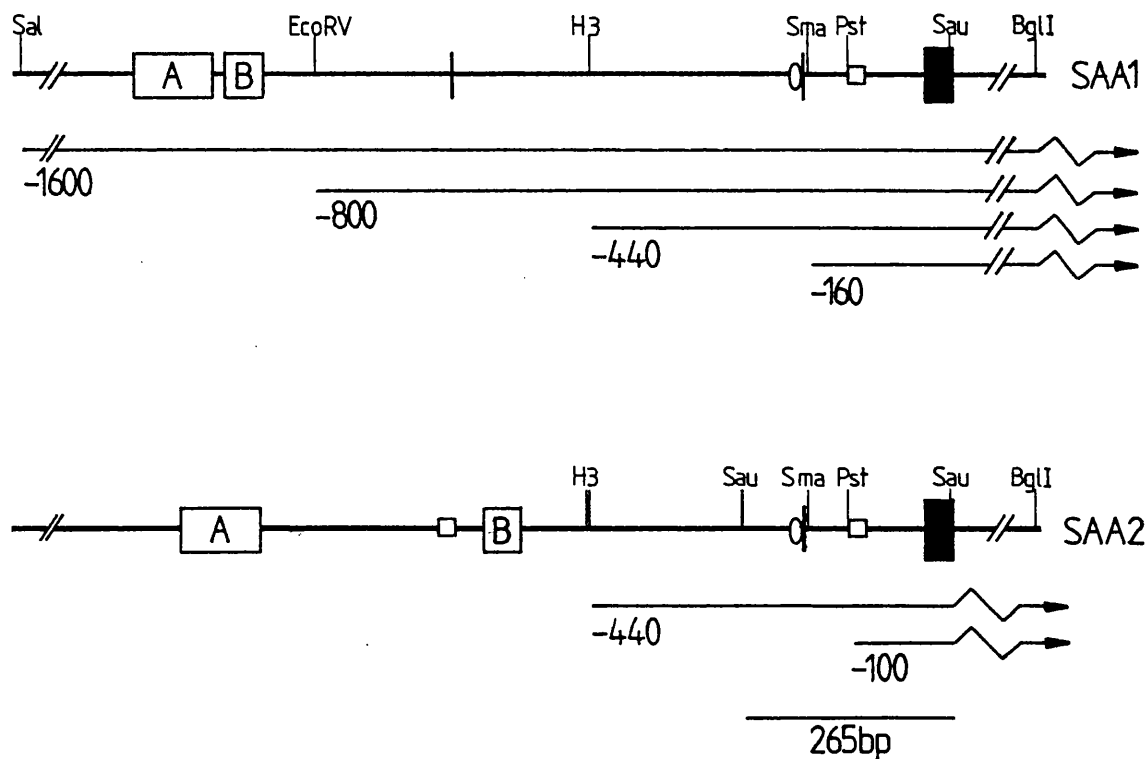 Sal EcoRV H3 Sma Pst Sau BglI
A B SAA1
-1600
-800
-440
-160
H3 Sau Sma Pst Sau BglI
A B SAA2
-440
-100
265bp